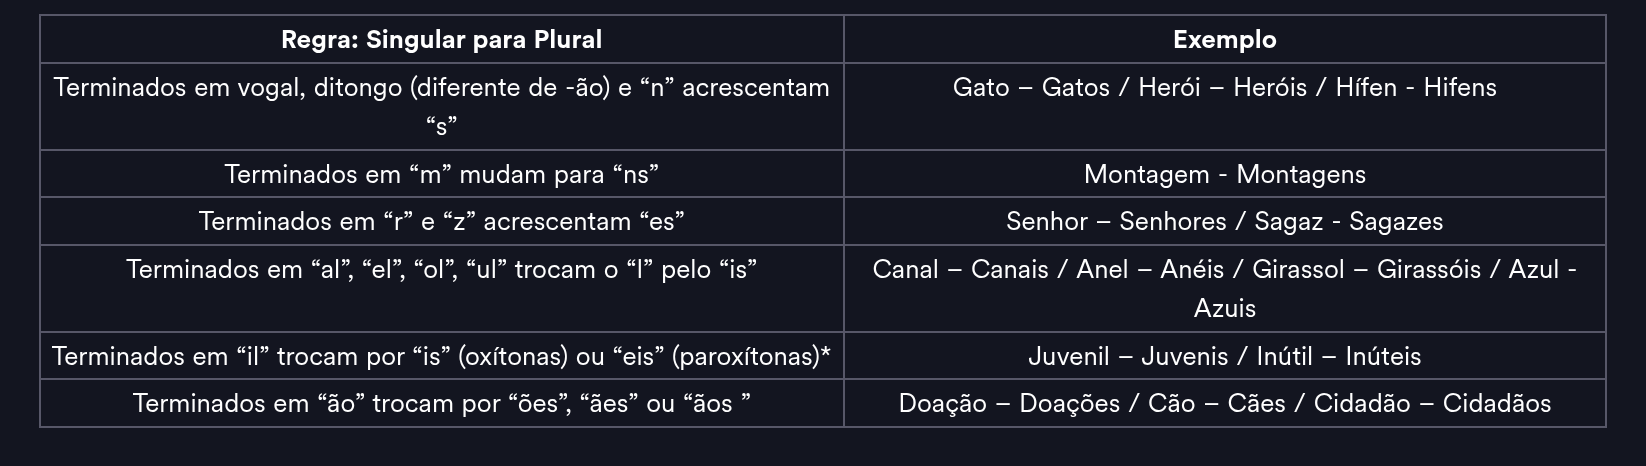 Regra: Singular para Plural
Exemplo
Terminados em vogal, ditongo (diferente de -ão) e “n” acrescentam
“s”
Gato – Gatos / Herói – Heróis / Hífen - Hifens
Terminados em “m” mudam para “ns”
Montagem - Montagens
Terminados em “r” e “z” acrescentam “es”
Senhor – Senhores / Sagaz - Sagazes
Terminados em “al”, “el”, “ol”, “ul” trocam o “l” pelo “is”
Canal – Canais / Anel – Anéis / Girassol – Girassóis / Azul -
Azuis
Terminados em “il” trocam por “is” (oxítonas) ou “eis” (paroxítonas)*
Juvenil – Juvenis / Inútil – Inúteis
Terminados em “ão” trocam por “ões”, “ães” ou “ãos ”
Doação – Doações / Cão – Cães / Cidadão – Cidadãos